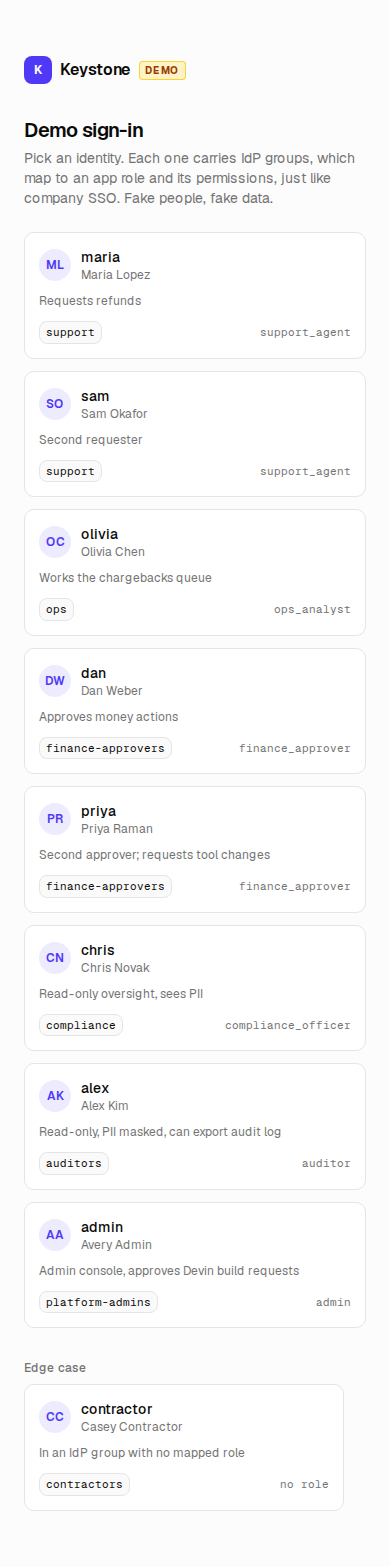 K Keystone DEMO
Demo sign-in
Pick an identity. Each one carries IdP groups, which
map to an app role and its permissions, just like
company SSO. Fake people, fake data.
ML maria
Maria Lopez
Requests refunds
support support_agent
SO sam
Sam Okafor
Second requester
support support_agent
OC olivia
Olivia Chen
Works the chargebacks queue
ops ops_analyst
DW dan
Dan Weber
Approves money actions
finance-approvers finance_approver
PR priya
Priya Raman
Second approver; requests tool changes
finance-approvers finance_approver
CN chris
Chris Novak
Read-only oversight, sees PII
compliance compliance_officer
AK alex
Alex Kim
Read-only, PII masked, can export audit log
auditors auditor
AA admin
Avery Admin
Admin console, approves Devin build requests
platform-admins admin
Edge case
CC contractor
Casey Contractor
In an IdP group with no mapped role
contractors no role